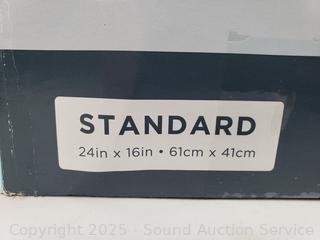 STANDARD
24in x 16in • 61cm x 41cm
Copyright 2025 - Sound Auction Service